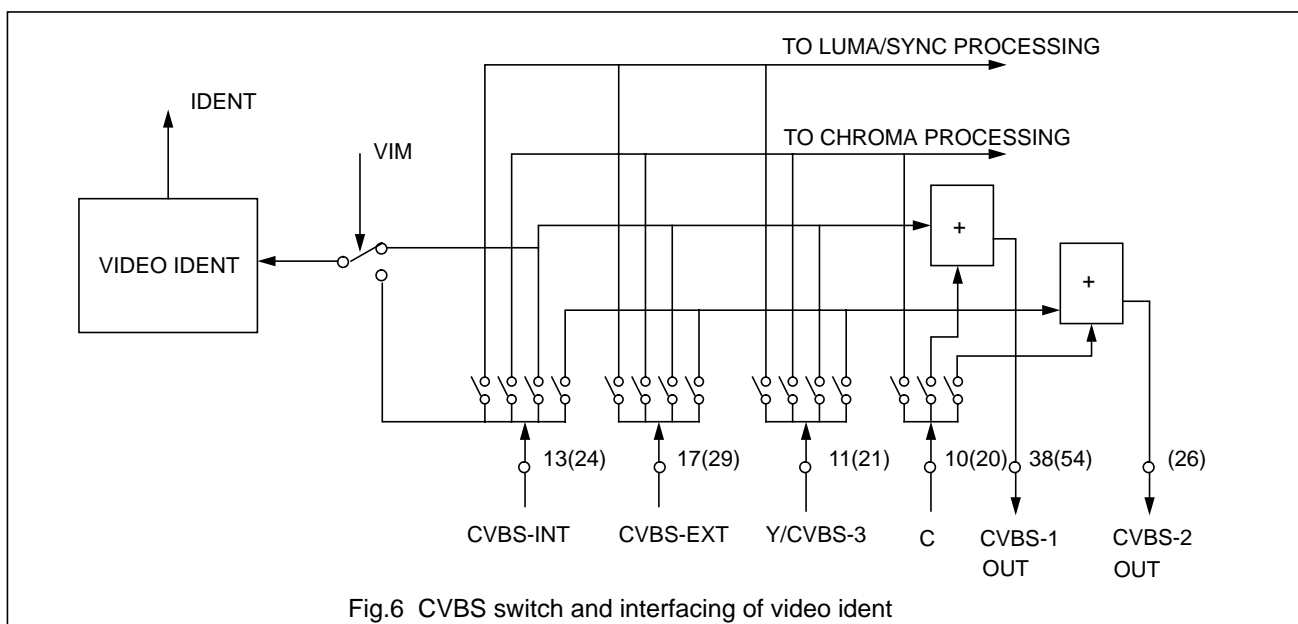 TO LUMA/SYNC PROCESSING
IDENT
TO CHROMA PROCESSING
VIM
+
VIDEO IDENT
+
13(24)
17(29)
11(21)
10(20)
38(54)
(26)
CVBS-INT
CVBS-EXT
Y/CVBS-3
C
CVBS-1
OUT
CVBS-2
OUT
Fig.6 CVBS switch and interfacing of video ident